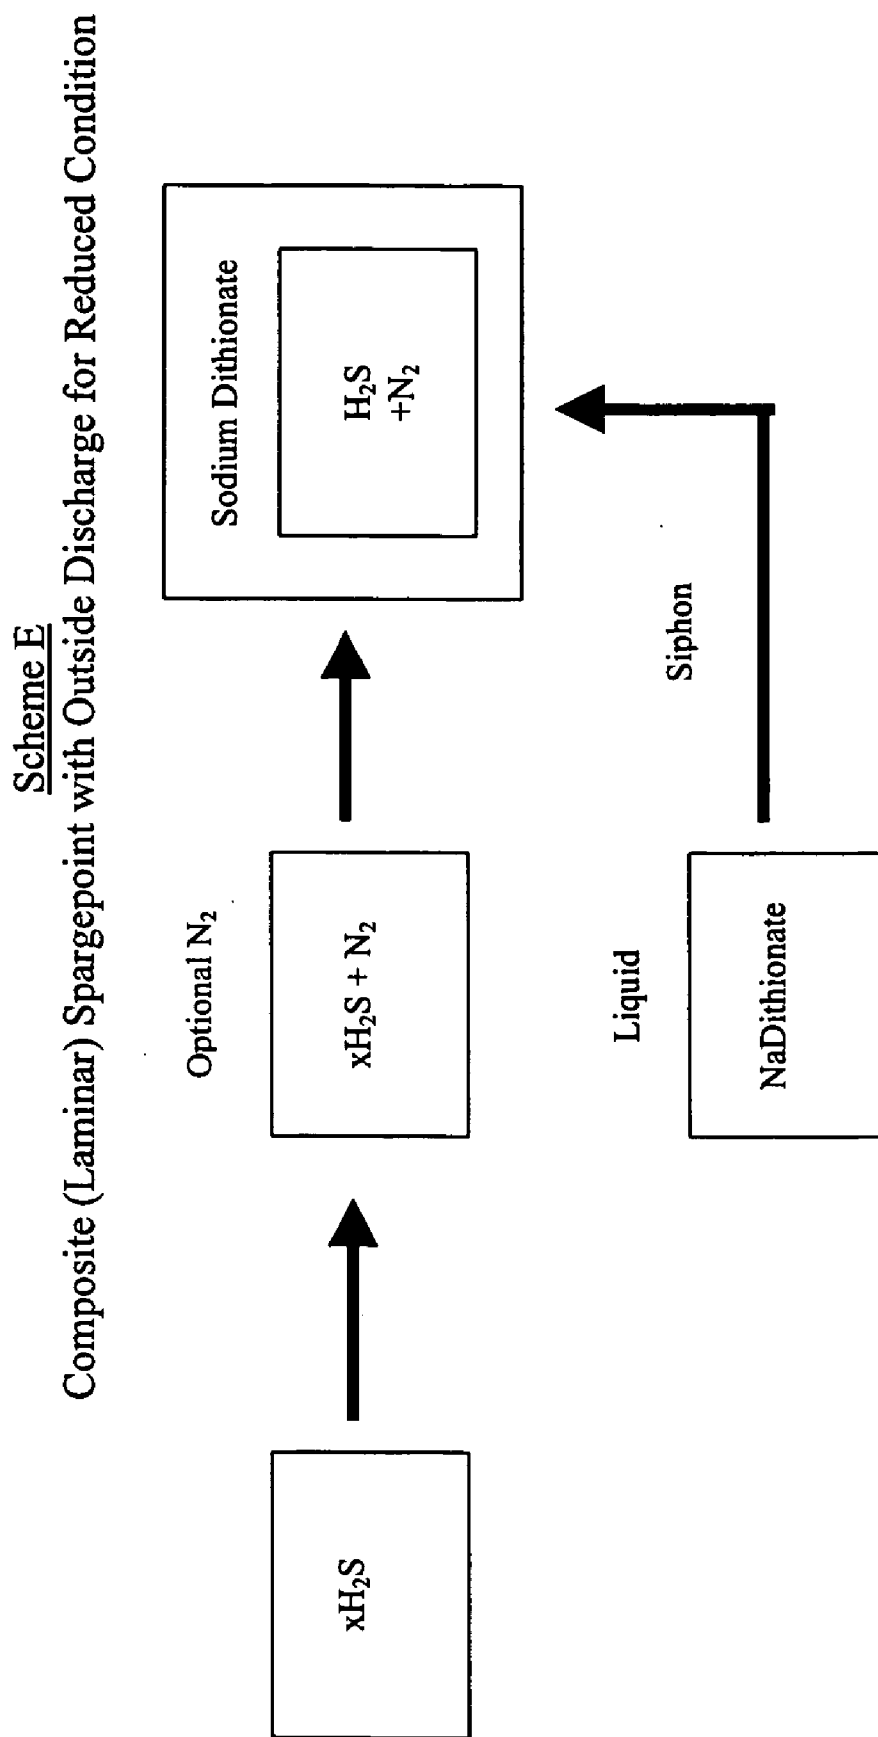 Scheme E
Composite (Laminar) Spargepoint with Outside Discharge for Reduced Condition
xH₂S
Optional N₂
xH₂S + N₂
Sodium Dithionate
H₂S
+N₂
Liquid
NaDithionate
Siphon